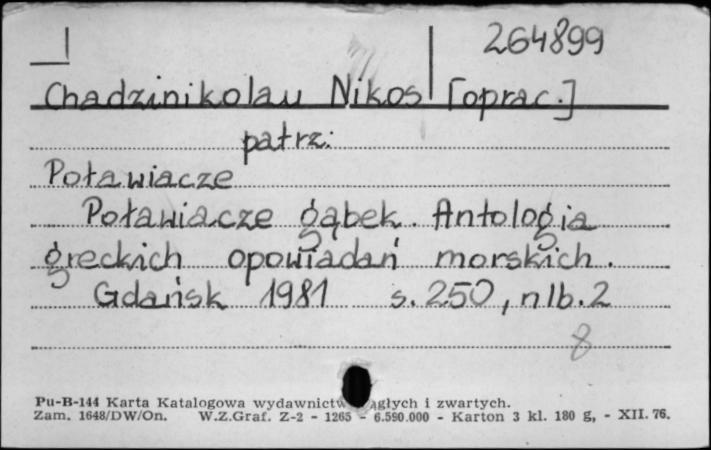 264899
Chadzinikolau Nikos [oprac.]
patrz:
Poławiacze
Poławiacze gąbek. Antologia
greckich opowiadań morskich.
Gdańsk 1981 s. 250, nlb. 2
8
Pu-B-144 Karta Katalogowa wydawnictw ągłych i zwartych.
Zam. 1648/DW/On. W.Z.Graf. Z-2 - 1265 - 6.590.000 - Karton 3 kl. 180 g, - XII. 76.